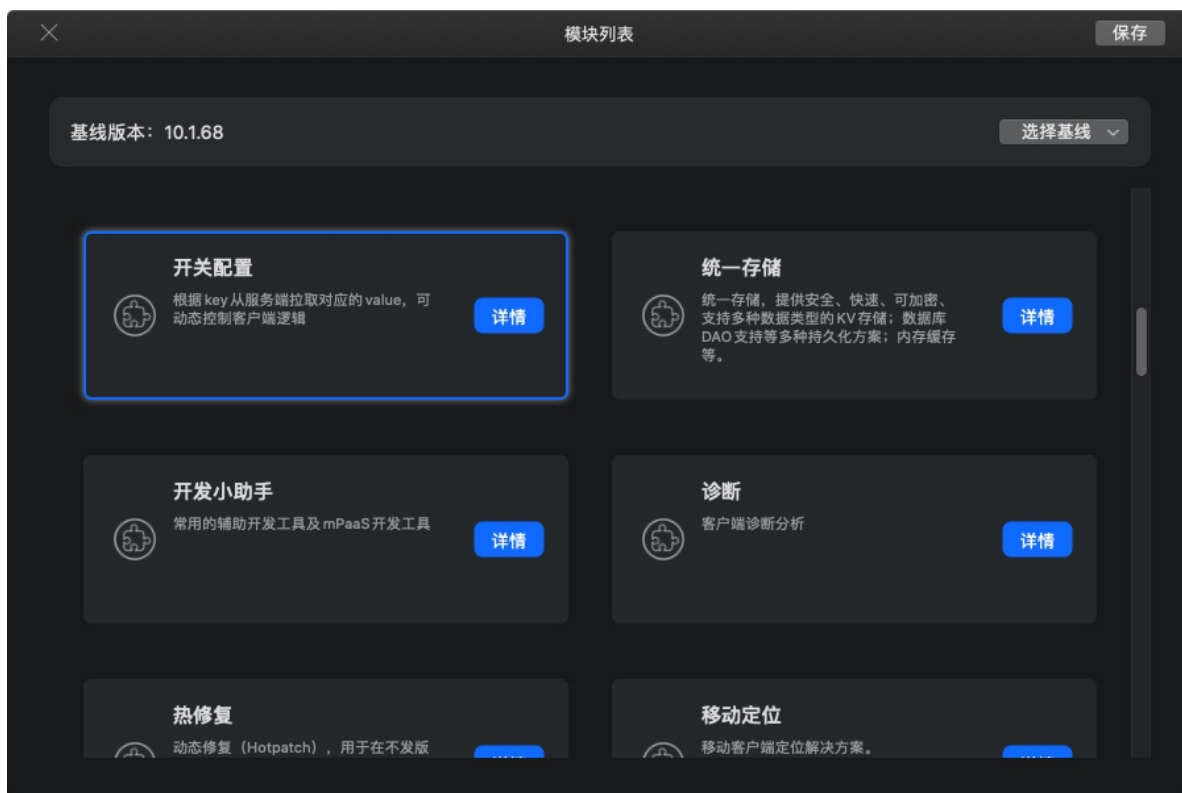 模块列表
保存
基线版本：10.1.68
选择基线
开关配置
根据 key 从服务端拉取对应的 value，可
动态控制客户端逻辑
详情
统一存储
统一存储，提供安全、快速、可加密、
支持多种数据类型的 KV 存储；数据库
DAO 支持等多种持久化方案；内存缓存
等。
详情
开发小助手
常用的辅助开发工具及 mPaaS 开发工具
详情
诊断
客户端诊断分析
详情
热修复
动态修复（Hotpatch），用于在不发版
移动定位
移动客户端定位解决方案。